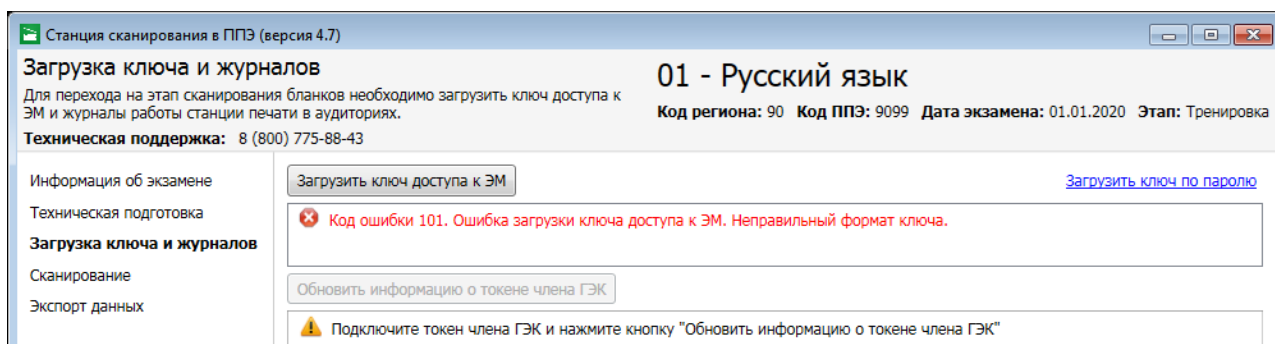 Станция сканирования в ППЭ (версия 4.7)
Загрузка ключа и журналов
Для перехода на этап сканирования бланков необходимо загрузить ключ доступа к
ЭМ и журналы работы станции печати в аудиториях.
Техническая поддержка: 8 (800) 775-88-43
01 - Русский язык
Код региона: 90 Код ППЭ: 9099 Дата экзамена: 01.01.2020 Этап: Тренировка
Информация об экзамене
Техническая подготовка
Загрузка ключа и журналов
Сканирование
Экспорт данных
Загрузить ключ доступа к ЭМ
Загрузить ключ по паролю
Код ошибки 101. Ошибка загрузки ключа доступа к ЭМ. Неправильный формат ключа.
Обновить информацию о токене члена ГЭК
Подключите токен члена ГЭК и нажмите кнопку "Обновить информацию о токене члена ГЭК"